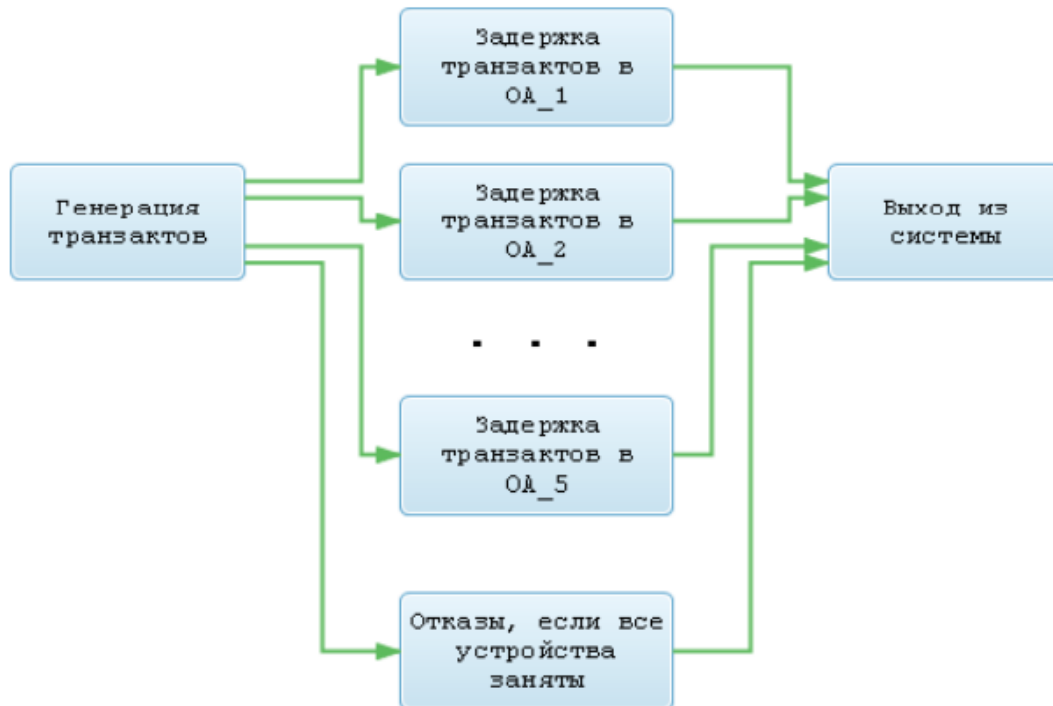 Задержка
транзактов в
ОА_1
Генерация
транзактов
Задержка
транзактов в
ОА_2
Выход из
системы
. . .
Задержка
транзактов в
ОА_5
Отказы, если все
устройства
заняты